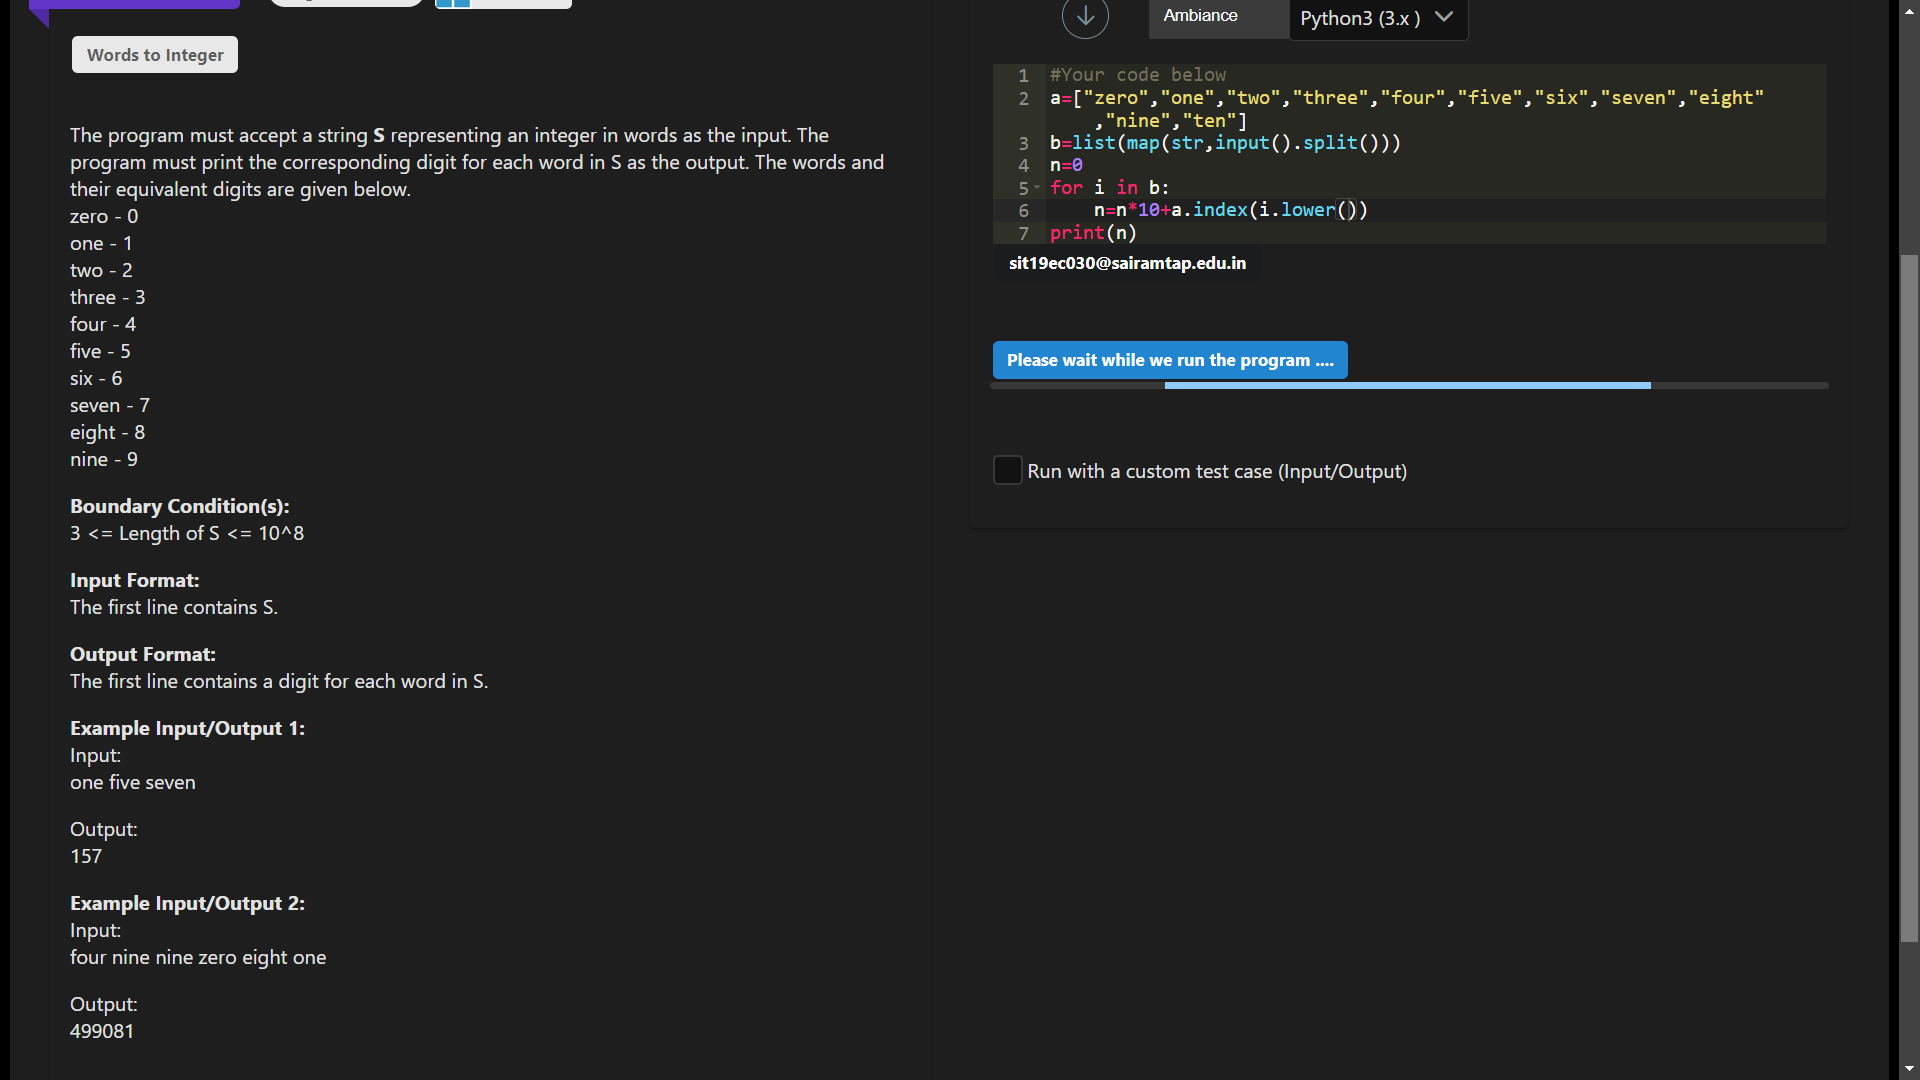 Words to Integer
The program must accept a string S representing an integer in words as the input. The
program must print the corresponding digit for each word in S as the output. The words and
their equivalent digits are given below.
zero - 0
one - 1
two - 2
three - 3
four - 4
five - 5
six - 6
seven - 7
eight - 8
nine - 9
Boundary Condition(s):
3 <= Length of S <= 10^8
Input Format:
The first line contains S.
Output Format:
The first line contains a digit for each word in S.
Example Input/Output 1:
Input:
one five seven
Output:
157
Example Input/Output 2:
Input:
four nine nine zero eight one
Output:
499081
Ambiance
Python3 (3.x )
1 #Your code below
2 a=["zero","one","two","three","four","five","six","seven","eight"
,"nine","ten"]
3 b=list(map(str,input().split()))
4 n=0
5 for i in b:
6 n=n*10+a.index(i.lower())
7 print(n)
sit19ec030@sairamtap.edu.in
Please wait while we run the program ....
Run with a custom test case (Input/Output)